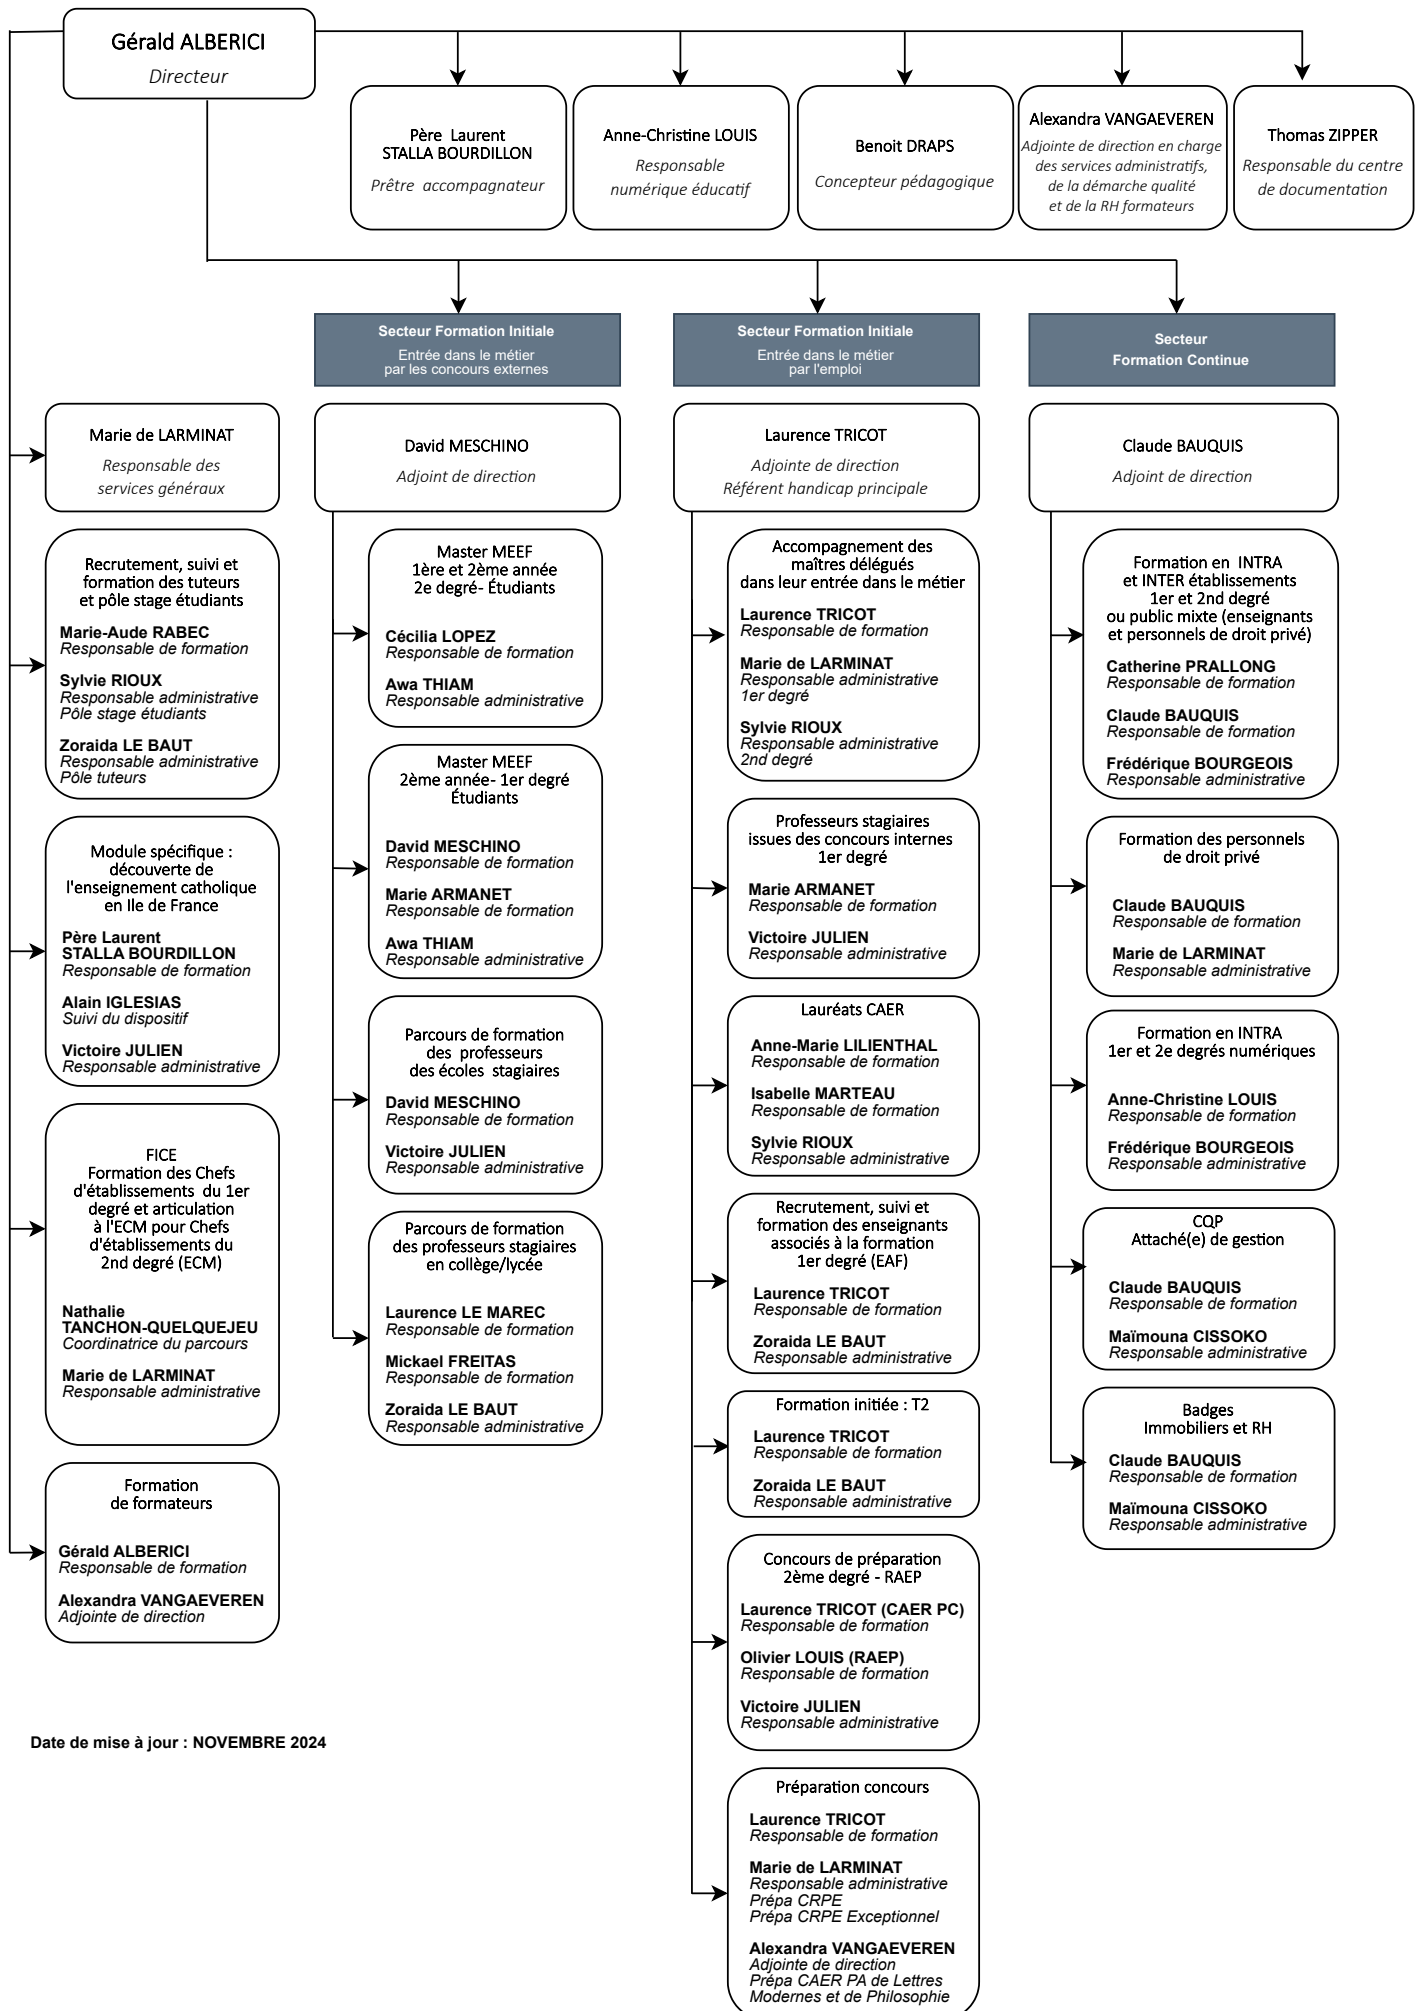 Gérald ALBERICI
Directeur
Père Laurent
STALLA BOURDILLON
Prêtre accompagnateur
Anne-Christine LOUIS
Responsable
numérique éducatif
Benoit DRAPS
Concepteur pédagogique
Alexandra VANGAEVEREN
Adjointe de direction en charge
des services administratifs,
de la démarche qualité
et de la RH formateurs
Thomas ZIPPER
Responsable du centre
de documentation
Secteur Formation Initiale
Entrée dans le métier
par les concours externes
Secteur Formation Initiale
Entrée dans le métier
par l'emploi
Secteur
Formation Continue
Marie de LARMINAT
Responsable des
services généraux
David MESCHINO
Adjoint de direction
Laurence TRICOT
Adjointe de direction
Référent handicap principale
Claude BAUQUIS
Adjoint de direction
Recrutement, suivi et
formation des tuteurs
et pôle stage étudiants
Marie-Aude RABEC
Responsable de formation
Sylvie RIOUX
Responsable administrative
Pôle stage étudiants
Zoraida LE BAUT
Responsable administrative
Pôle tuteurs
Module spécifique :
découverte de
l'enseignement catholique
en Ile de France
Père Laurent
STALLA BOURDILLON
Responsable de formation
Alain IGLESIAS
Suivi du dispositif
Victoire JULIEN
Responsable administrative
FICE
Formation des Chefs
d'établissements du 1er
degré et articulation
à l'ECM pour Chefs
d'établissements du
2nd degré (ECM)
Nathalie
TANCHON-QUELQUEJEU
Coordinatrice du parcours
Marie de LARMINAT
Responsable administrative
Formation
de formateurs
Gérald ALBERICI
Responsable de formation
Alexandra VANGAEVEREN
Adjointe de direction
Master MEEF
1ère et 2ème année
2e degré- Étudiants
Cécilia LOPEZ
Responsable de formation
Awa THIAM
Responsable administrative
Master MEEF
2ème année- 1er degré
Étudiants
David MESCHINO
Responsable de formation
Marie ARMANET
Responsable de formation
Awa THIAM
Responsable administrative
Parcours de formation
des professeurs
des écoles stagiaires
David MESCHINO
Responsable de formation
Victoire JULIEN
Responsable administrative
Parcours de formation
des professeurs stagiaires
en collège/lycée
Laurence LE MAREC
Responsable de formation
Mickael FREITAS
Responsable de formation
Zoraida LE BAUT
Responsable administrative
Accompagnement des
maîtres délégués
dans leur entrée dans le métier
Laurence TRICOT
Responsable de formation
Marie de LARMINAT
Responsable administrative
1er degré
Sylvie RIOUX
Responsable administrative
2nd degré
Professeurs stagiaires
issues des concours internes
1er degré
Marie ARMANET
Responsable de formation
Victoire JULIEN
Responsable administrative
Lauréats CAER
Anne-Marie LILIENTHAL
Responsable de formation
Isabelle MARTEAU
Responsable de formation
Sylvie RIOUX
Responsable administrative
Recrutement, suivi et
formation des enseignants
associés à la formation
1er degré (EAF)
Laurence TRICOT
Responsable de formation
Zoraida LE BAUT
Responsable administrative
Formation initiée : T2
Laurence TRICOT
Responsable de formation
Zoraida LE BAUT
Responsable administrative
Concours de préparation
2ème degré - RAEP
Laurence TRICOT (CAER PC)
Responsable de formation
Olivier LOUIS (RAEP)
Responsable de formation
Victoire JULIEN
Responsable administrative
Préparation concours
Laurence TRICOT
Responsable de formation
Marie de LARMINAT
Responsable administrative
Prépa CRPE
Prépa CRPE Exceptionnel
Alexandra VANGAEVEREN
Adjointe de direction
Prépa CAER PA de Lettres
Modernes et de Philosophie
Formation en INTRA
et INTER établissements
1er et 2nd degré
ou public mixte (enseignants
et personnels de droit privé)
Catherine PRALLONG
Responsable de formation
Claude BAUQUIS
Responsable de formation
Frédérique BOURGEOIS
Responsable administrative
Formation des personnels
de droit privé
Claude BAUQUIS
Responsable de formation
Marie de LARMINAT
Responsable administrative
Formation en INTRA
1er et 2e degrés numériques
Anne-Christine LOUIS
Responsable de formation
Frédérique BOURGEOIS
Responsable administrative
CQP
Attaché(e) de gestion
Claude BAUQUIS
Responsable de formation
Maïmouna CISSOKO
Responsable administrative
Badges
Immobiliers et RH
Claude BAUQUIS
Responsable de formation
Maïmouna CISSOKO
Responsable administrative
Date de mise à jour : NOVEMBRE 2024